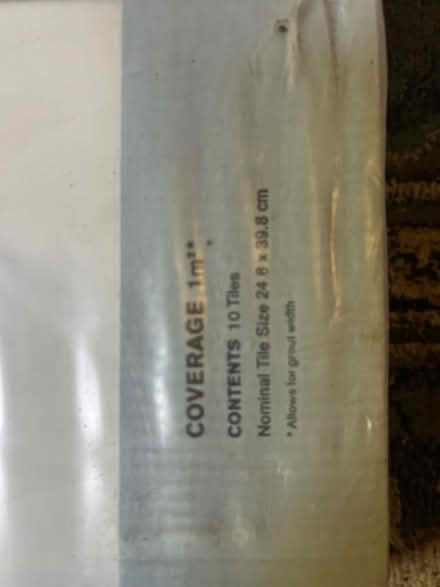 COVERAGE 1m²*
CONTENTS 10 Tiles
Nominal Tile Size 24.8 x 39.8 cm
* Allows for grout width